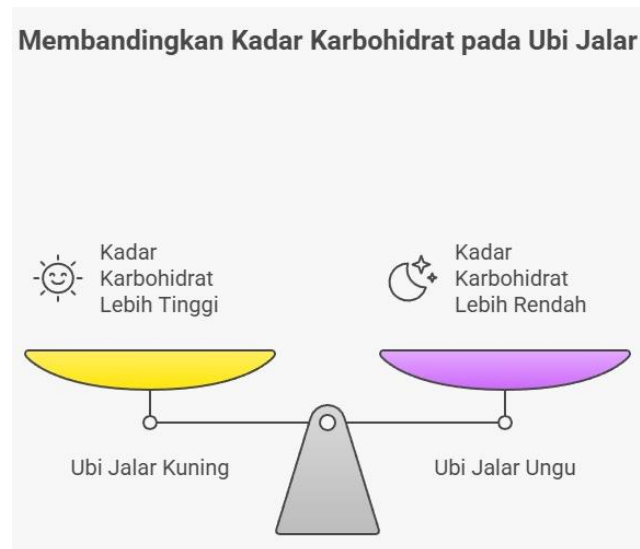 Membandingkan Kadar Karbohidrat pada Ubi Jalar
Kadar
Karbohidrat
Lebih Tinggi
Kadar
Karbohidrat
Lebih Rendah
Ubi Jalar Kuning
Ubi Jalar Ungu